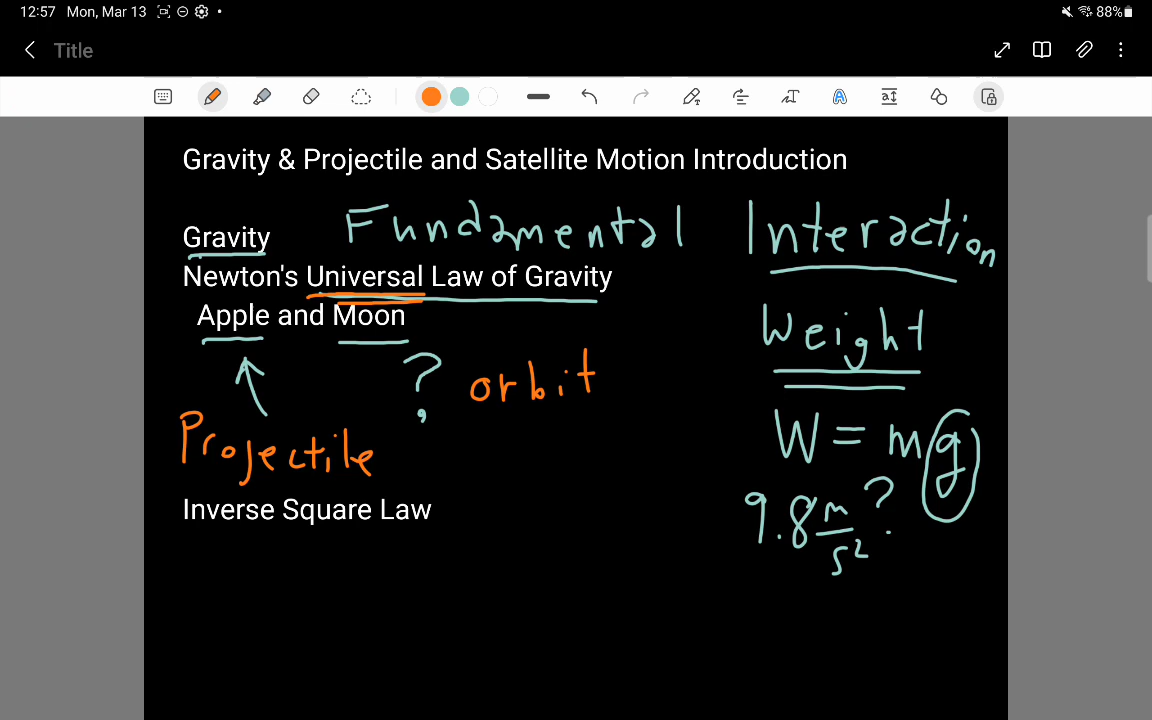 12:57 Mon, Mar 13 88%
Title
Gravity & Projectile and Satellite Motion Introduction
Gravity Fundamental Interaction
Newton's Universal Law of Gravity
Apple and Moon
Weight
? orbit
W = mg
Projectile
9.8 m/s² ?
Inverse Square Law